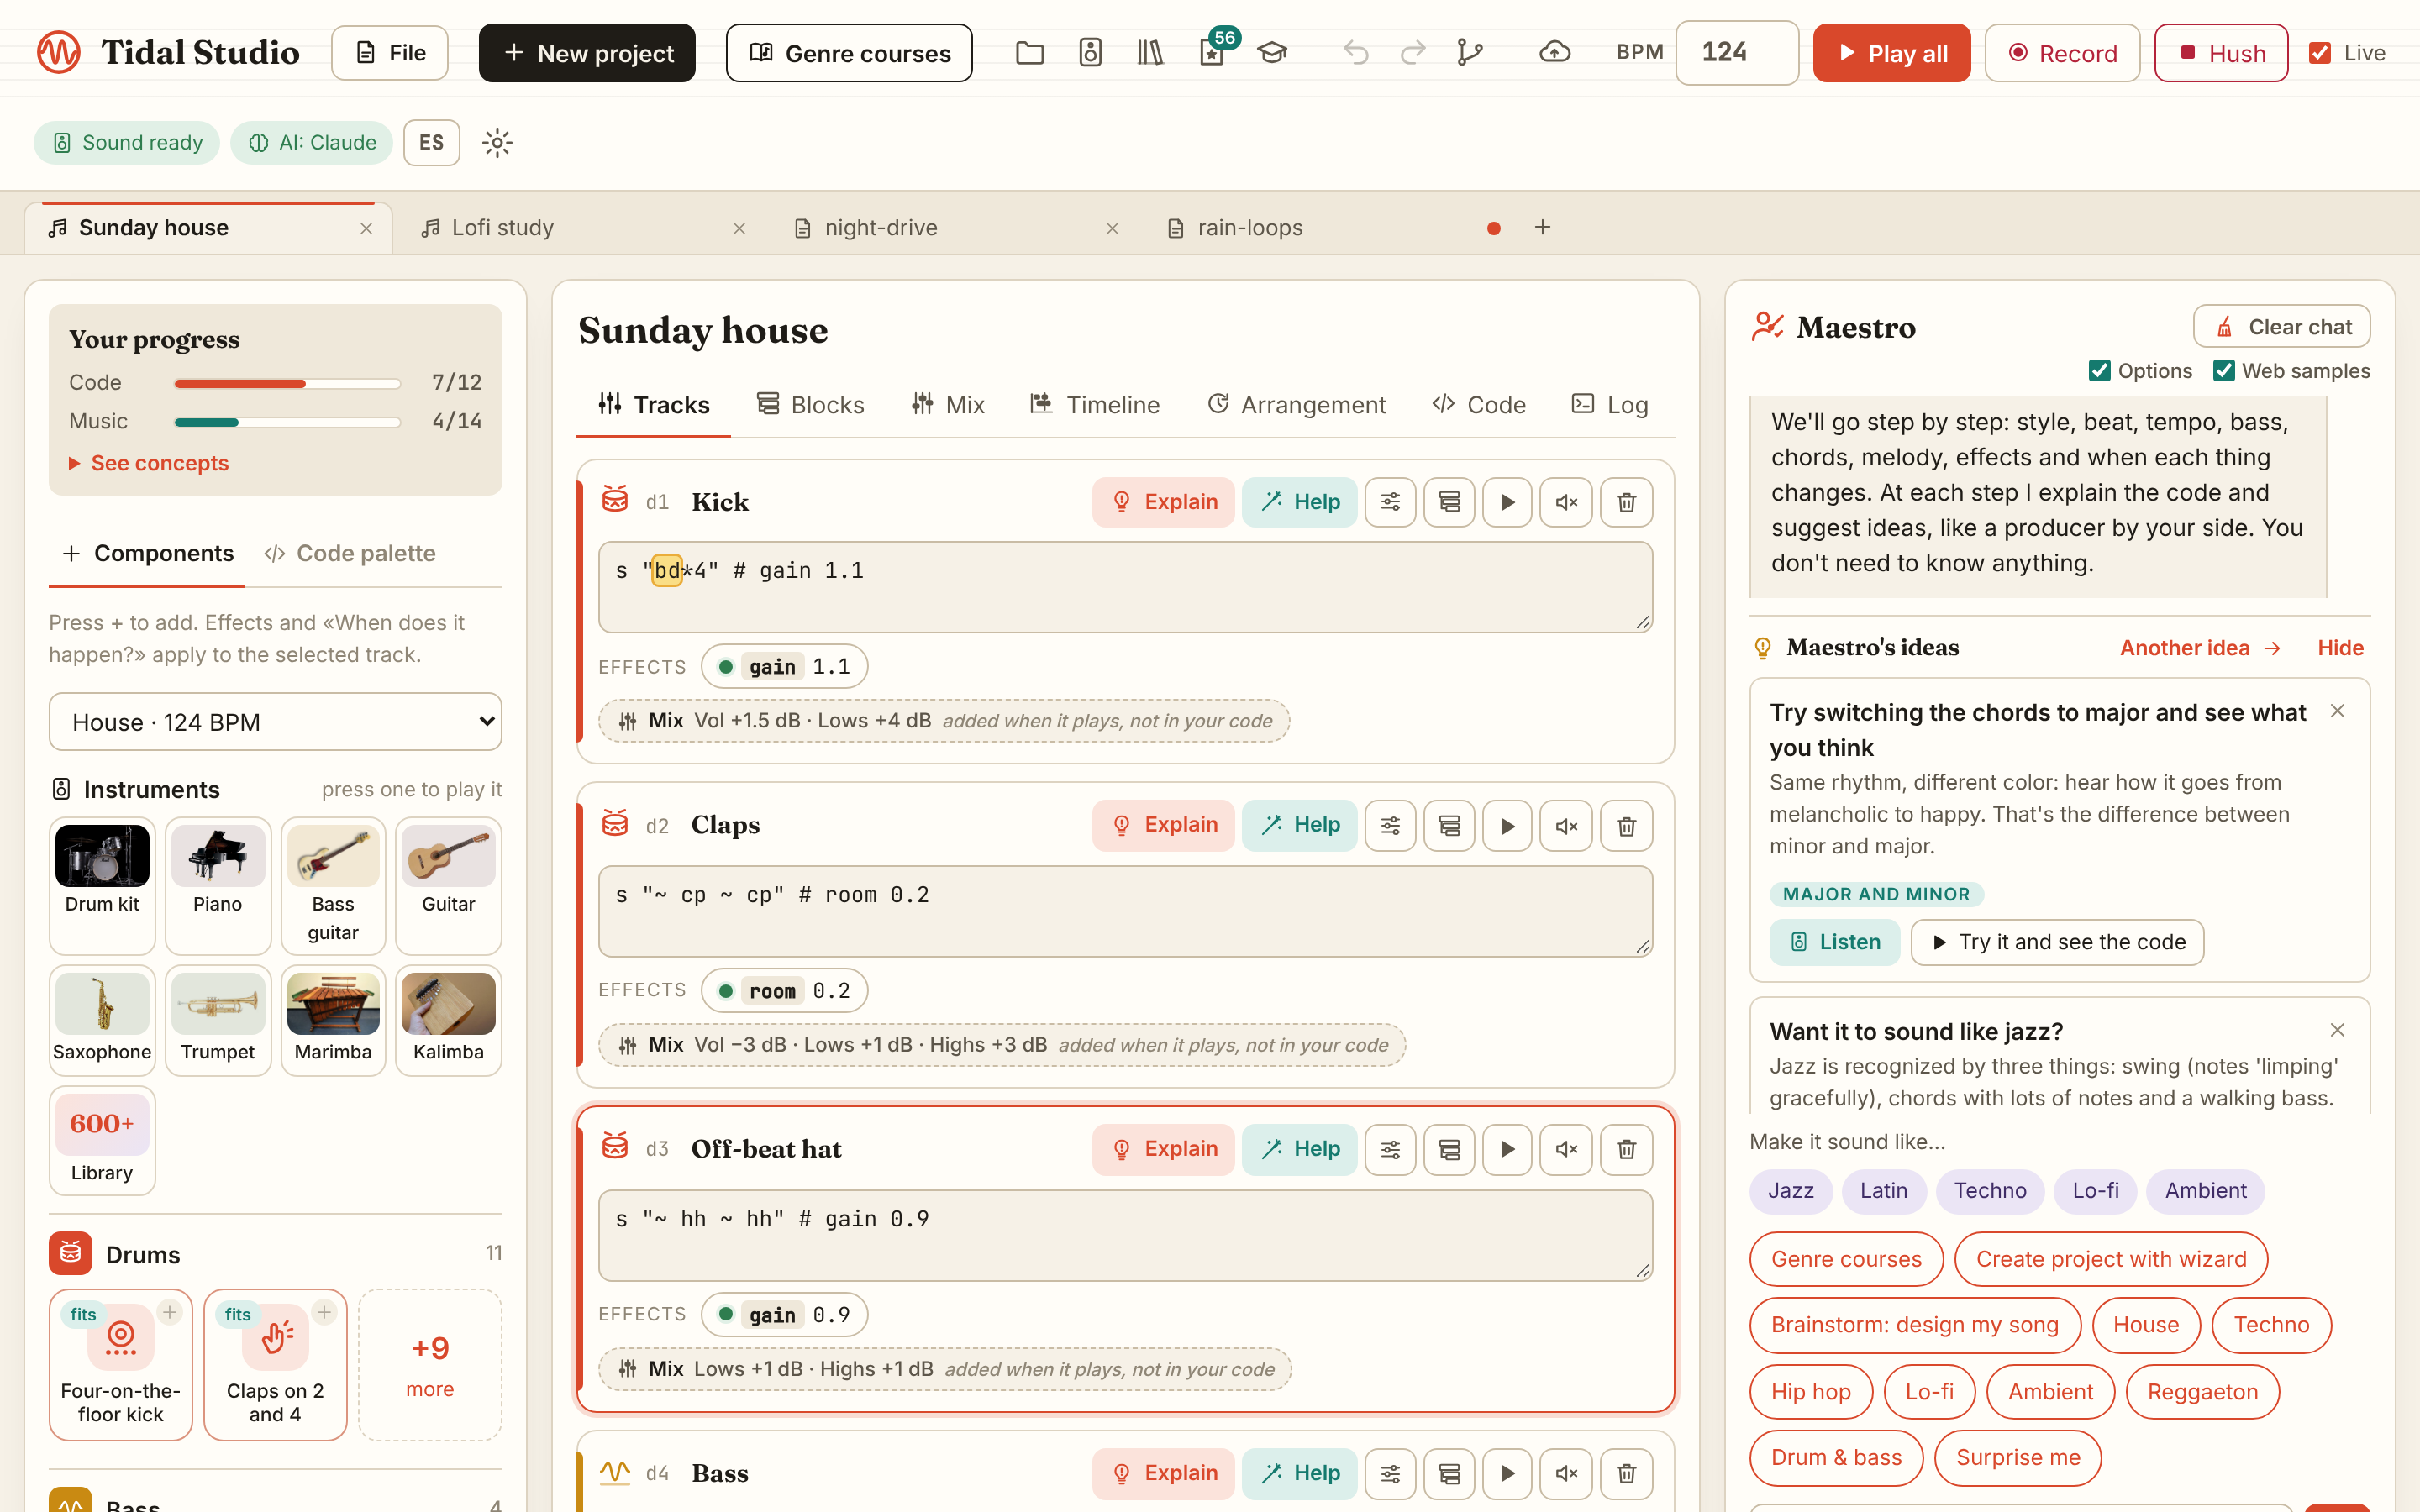 Tidal Studio
File
New project
Genre courses
56
BPM
124
Play all
Record
Hush
Live
Sound ready
AI: Claude
ES
Sunday house
Lofi study
night-drive
rain-loops
Your progress
Code 7/12
Music 4/14
See concepts
Components
Code palette
Press + to add. Effects and «When does it
happen?» apply to the selected track.
House · 124 BPM
Instruments
press one to play it
Drum kit
Piano
Bass
guitar
Guitar
Saxophone
Trumpet
Marimba
Kalimba
600+
Library
Drums
11
fits
Four-on-the-
floor kick
fits
Claps on 2
and 4
+9
more
Bass
4
Sunday house
Tracks
Blocks
Mix
Timeline
Arrangement
Code
Log
d1 Kick
Explain
Help
s "bd*4" # gain 1.1
EFFECTS gain 1.1
Mix Vol +1.5 dB · Lows +4 dB added when it plays, not in your code
d2 Claps
Explain
Help
s "~ cp ~ cp" # room 0.2
EFFECTS room 0.2
Mix Vol −3 dB · Lows +1 dB · Highs +3 dB added when it plays, not in your code
d3 Off-beat hat
Explain
Help
s "~ hh ~ hh" # gain 0.9
EFFECTS gain 0.9
Mix Lows +1 dB · Highs +1 dB added when it plays, not in your code
d4 Bass
Explain
Help
Maestro
Clear chat
Options
Web samples
We'll go step by step: style, beat, tempo, bass,
chords, melody, effects and when each thing
changes. At each step I explain the code and
suggest ideas, like a producer by your side. You
don't need to know anything.
Maestro's ideas
Another idea →
Hide
Try switching the chords to major and see what
you think
Same rhythm, different color: hear how it goes from
melancholic to happy. That's the difference between
minor and major.
MAJOR AND MINOR
Listen
Try it and see the code
Want it to sound like jazz?
Jazz is recognized by three things: swing (notes 'limping'
gracefully), chords with lots of notes and a walking bass.
Make it sound like...
Jazz
Latin
Techno
Lo-fi
Ambient
Genre courses
Create project with wizard
Brainstorm: design my song
House
Techno
Hip hop
Lo-fi
Ambient
Reggaeton
Drum & bass
Surprise me